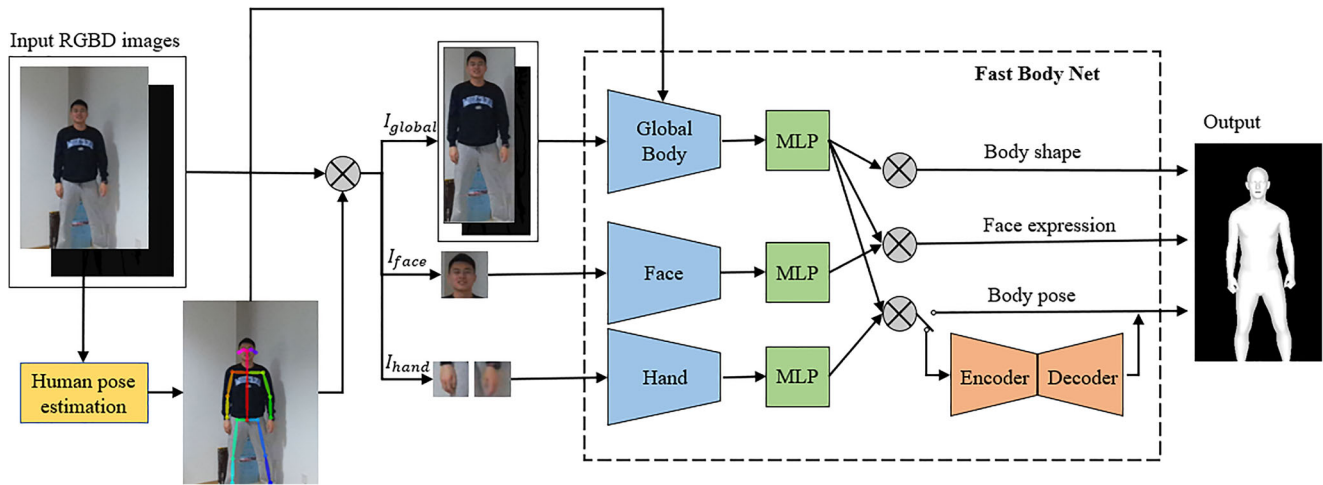 Input RGBD images
Human pose
estimation
I_global
I_face
I_hand
Fast Body Net
Global
Body
MLP
Face
MLP
Hand
MLP
Body shape
Face expression
Body pose
Encoder
Decoder
Output